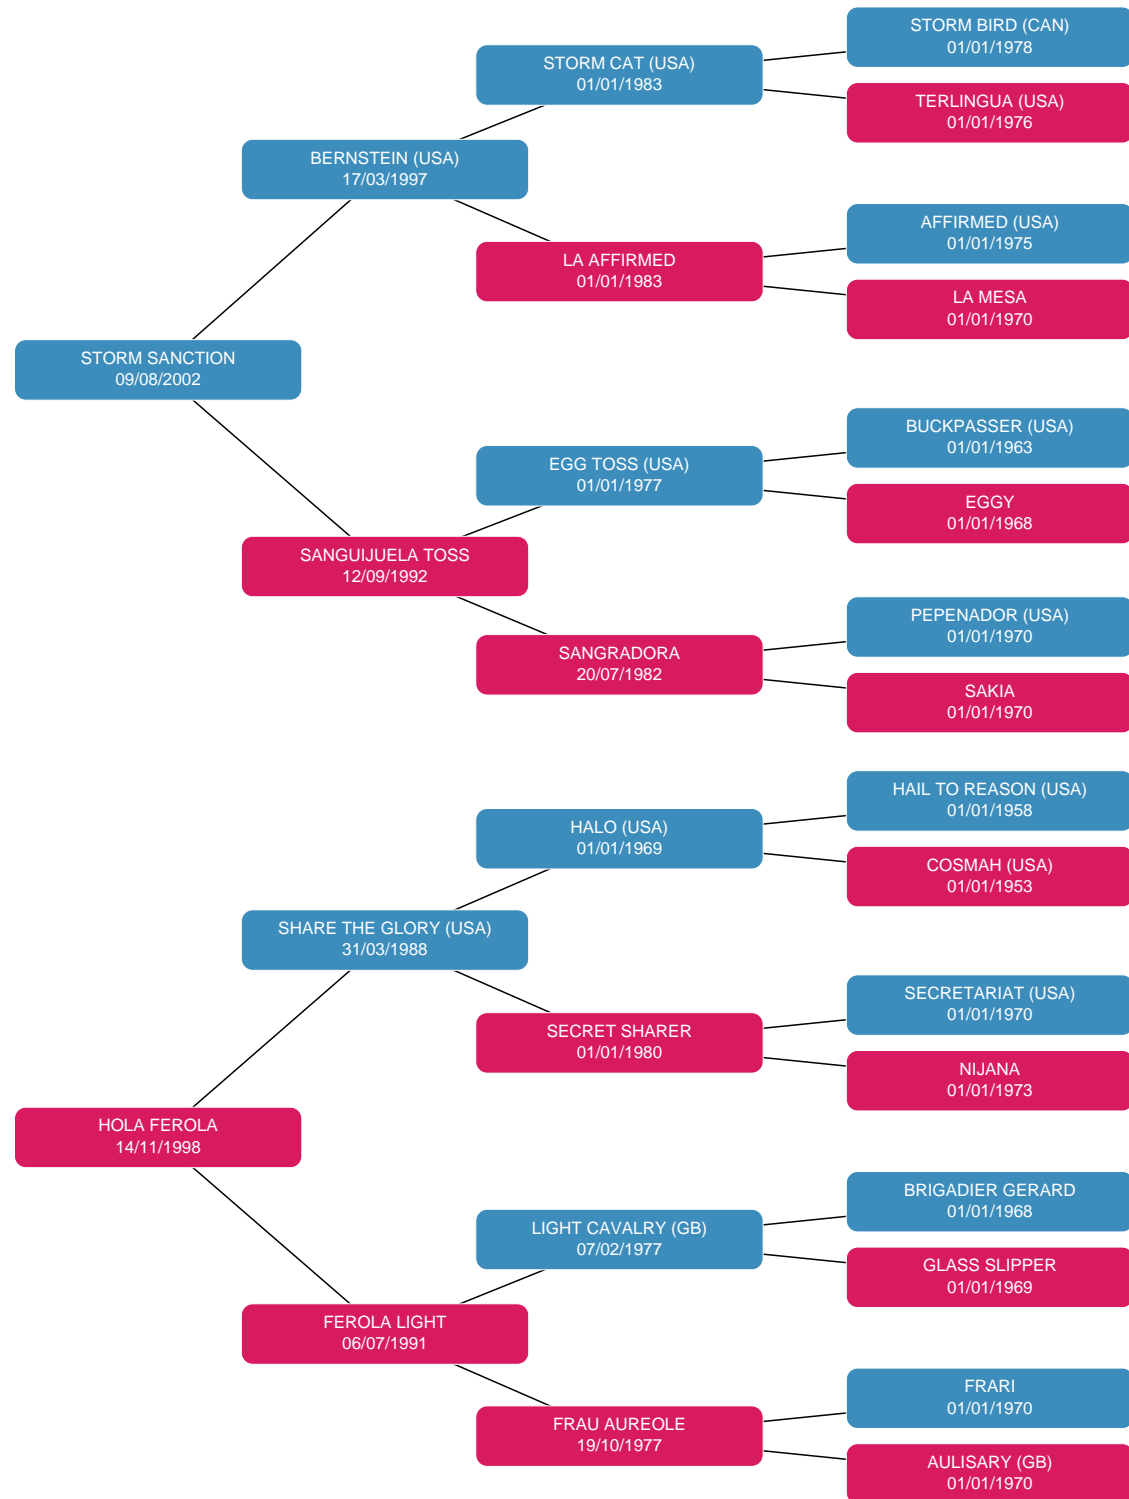 STORM BIRD (CAN)
01/01/1978
STORM CAT (USA)
01/01/1983
TERLINGUA (USA)
01/01/1976
BERNSTEIN (USA)
17/03/1997
AFFIRMED (USA)
01/01/1975
LA AFFIRMED
01/01/1983
LA MESA
01/01/1970
STORM SANCTION
09/08/2002
BUCKPASSER (USA)
01/01/1963
EGG TOSS (USA)
01/01/1977
EGGY
01/01/1968
SANGUIJUELA TOSS
12/09/1992
PEPENADOR (USA)
01/01/1970
SANGRADORA
20/07/1982
SAKIA
01/01/1970
HAIL TO REASON (USA)
01/01/1958
HALO (USA)
01/01/1969
COSMAH (USA)
01/01/1953
SHARE THE GLORY (USA)
31/03/1988
SECRETARIAT (USA)
01/01/1970
SECRET SHARER
01/01/1980
NIJANA
01/01/1973
HOLA FEROLA
14/11/1998
BRIGADIER GERARD
01/01/1968
LIGHT CAVALRY (GB)
07/02/1977
GLASS SLIPPER
01/01/1969
FEROLA LIGHT
06/07/1991
FRARI
01/01/1970
FRAU AUREOLE
19/10/1977
AULISARY (GB)
01/01/1970